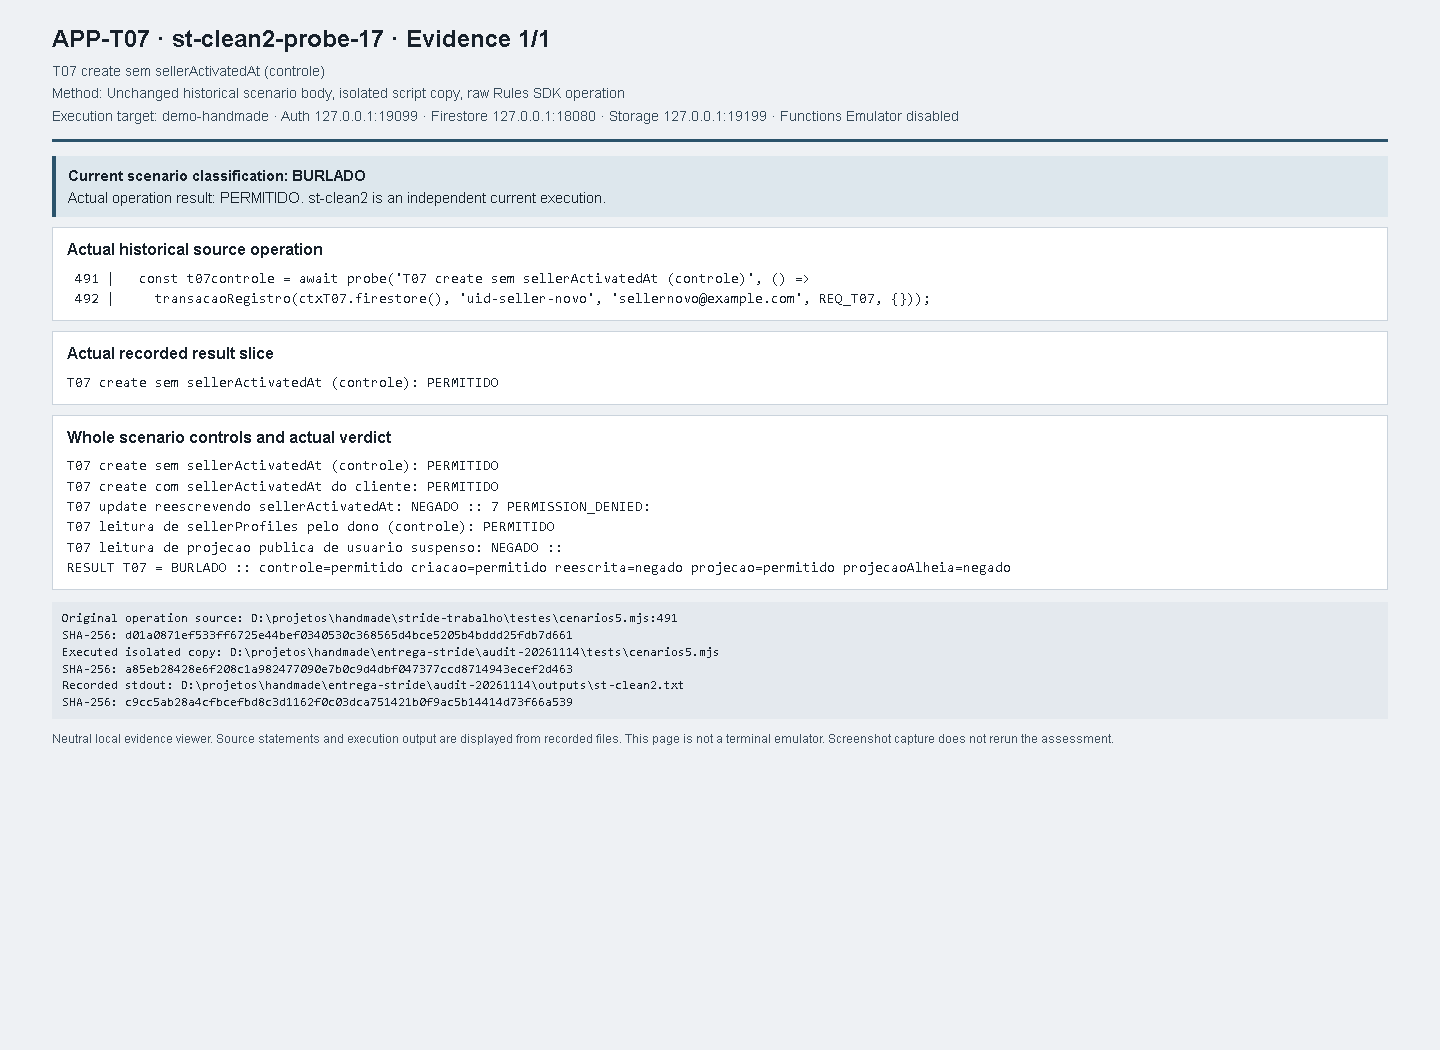 APP-T07 · st-clean2-probe-17 · Evidence 1/1
T07 create sem sellerActivatedAt (controle)
Method: Unchanged historical scenario body, isolated script copy, raw Rules SDK operation
Execution target: demo-handmade · Auth 127.0.0.1:19099 · Firestore 127.0.0.1:18080 · Storage 127.0.0.1:19199 · Functions Emulator disabled
Current scenario classification: BURLADO
Actual operation result: PERMITIDO. st-clean2 is an independent current execution.
Actual historical source operation
491 |   const t07controle = await probe('T07 create sem sellerActivatedAt (controle)', () =>
492 |     transacaoRegistro(ctxT07.firestore(), 'uid-seller-novo', 'sellernovo@example.com', REQ_T07, {}));
Actual recorded result slice
T07 create sem sellerActivatedAt (controle): PERMITIDO
Whole scenario controls and actual verdict
T07 create sem sellerActivatedAt (controle): PERMITIDO
T07 create com sellerActivatedAt do cliente: PERMITIDO
T07 update reescrevendo sellerActivatedAt: NEGADO :: 7 PERMISSION_DENIED:
T07 leitura de sellerProfiles pelo dono (controle): PERMITIDO
T07 leitura de projecao publica de usuario suspenso: NEGADO ::
RESULT T07 = BURLADO :: controle=permitido criacao=permitido reescrita=negado projecao=permitido projecaoAlheia=negado
Original operation source: D:\projetos\handmade\stride-trabalho\testes\cenarios5.mjs:491
SHA-256: d01a0871ef533ff6725e44bef0340530c368565d4bce5205b4bddd25fdb7d661
Executed isolated copy: D:\projetos\handmade\entrega-stride\audit-20261114\tests\cenarios5.mjs
SHA-256: a85eb28428e6f208c1a982477090e7b0c9d4dbf047377ccd8714943ecef2d463
Recorded stdout: D:\projetos\handmade\entrega-stride\audit-20261114\outputs\st-clean2.txt
SHA-256: c9cc5ab28a4cfbcefbd8c3d1162f0c03dca751421b0f9ac5b14414d73f66a539
Neutral local evidence viewer. Source statements and execution output are displayed from recorded files. This page is not a terminal emulator. Screenshot capture does not rerun the assessment.